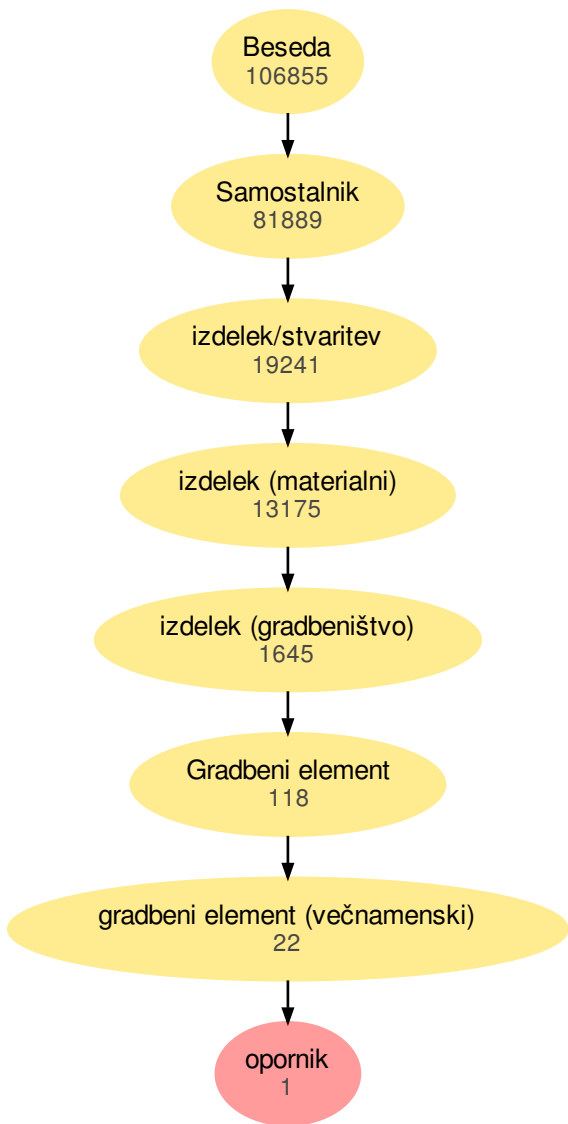 Beseda
106855
Samostalnik
81889
izdelek/stvaritev
19241
izdelek (materialni)
13175
izdelek (gradbeništvo)
1645
Gradbeni element
118
gradbeni element (večnamenski)
22
opornik
1